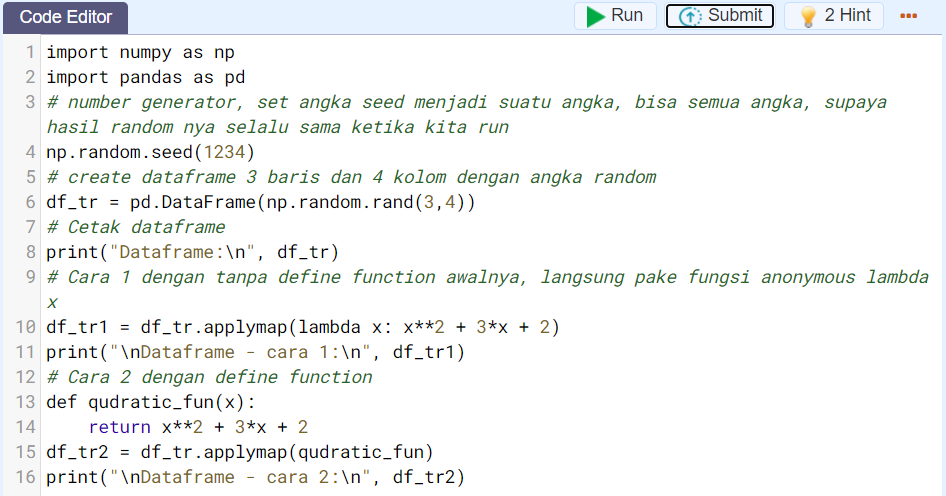 Code Editor
Run
Submit
2 Hint
1 import numpy as np
2 import pandas as pd
3 # number generator, set angka seed menjadi suatu angka, bisa semua angka, supaya
hasil random nya selalu sama ketika kita run
4 np.random.seed(1234)
5 # create dataframe 3 baris dan 4 kolom dengan angka random
6 df_tr = pd.DataFrame(np.random.rand(3,4))
7 # Cetak dataframe
8 print("Dataframe:\n", df_tr)
9 # Cara 1 dengan tanpa define function awalnya, langsung pake fungsi anonymous lambda
x
10 df_tr1 = df_tr.applymap(lambda x: x**2 + 3*x + 2)
11 print("\nDataframe - cara 1:\n", df_tr1)
12 # Cara 2 dengan define function
13 def qudratic_fun(x):
14     return x**2 + 3*x + 2
15 df_tr2 = df_tr.applymap(qudratic_fun)
16 print("\nDataframe - cara 2:\n", df_tr2)